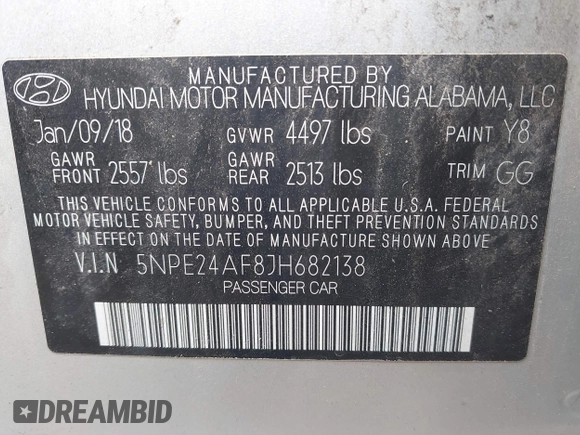 MANUFACTURED BY
HYUNDAI MOTOR MANUFACTURING ALABAMA, LLC
Jan/09/18 GVWR 4497 lbs PAINT Y8
GAWR FRONT 2557 lbs GAWR REAR 2513 lbs TRIM GG
THIS VEHICLE CONFORMS TO ALL APPLICABLE U.S.A. FEDERAL
MOTOR VEHICLE SAFETY, BUMPER, AND THEFT PREVENTION STANDARDS
IN EFFECT ON THE DATE OF MANUFACTURE SHOWN ABOVE.
V.I.N 5NPE24AF8JH682138
PASSENGER CAR
DREAMBID